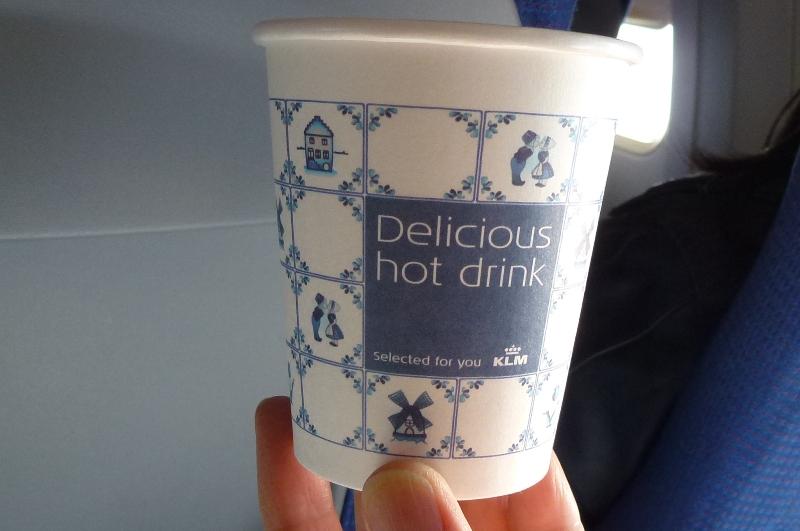 Delicious
hot drink
Selected for you KLM